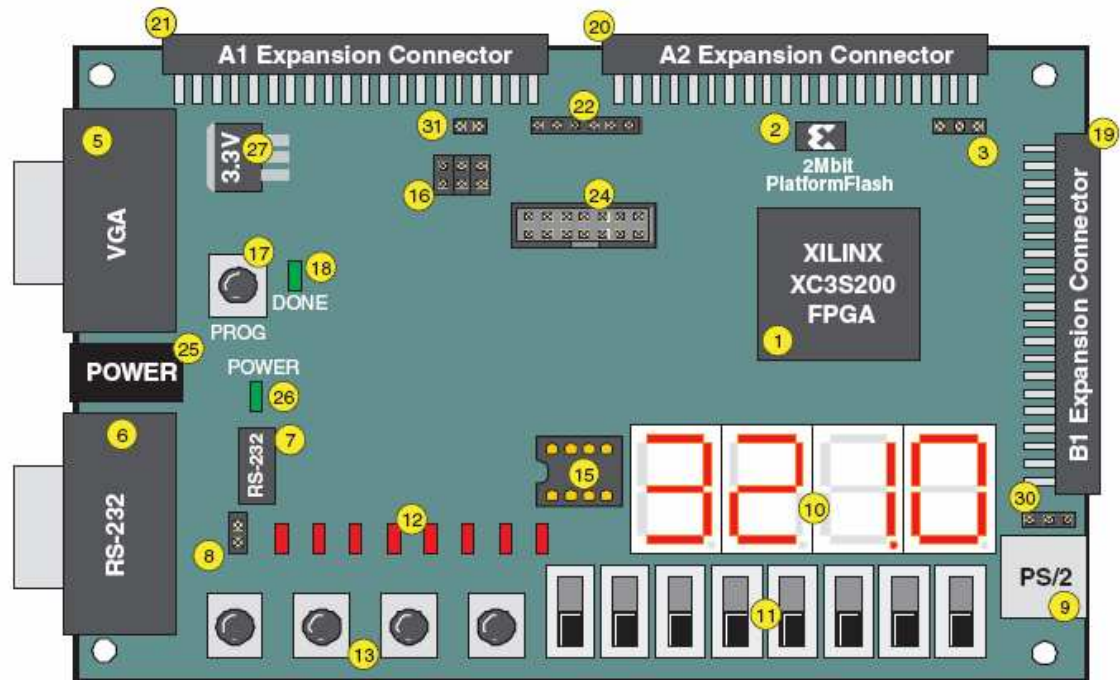 21
A1 Expansion Connector
20
A2 Expansion Connector
5
VGA
27
3.3V
31
22
2
2Mbit
PlatformFlash
3
19
B1 Expansion Connector
16
24
XILINX
XC3S200
FPGA
1
17
18
DONE
PROG
25
POWER
POWER
26
6
RS-232
7
RS-232
8
12
15
10
321.0
30
PS/2
9
13
11